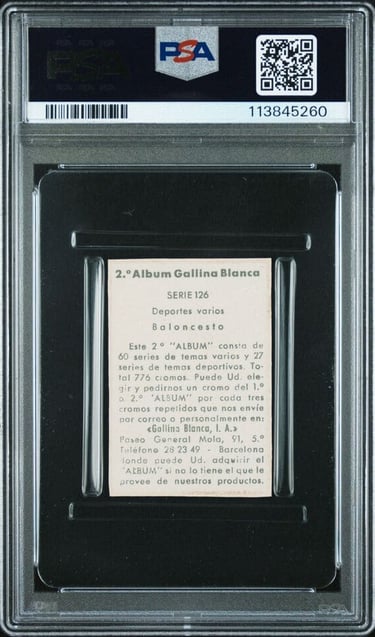 PSA
113845260
2.º Album Gallina Blanca
SERIE 126
Deportes varios
Baloncesto
Este 2.º "ALBUM" consta de
60 series de temas varios y 27
series de temas deportivos. To-
tal 776 cromos. Puede Ud. ele-
gir y pedirnos un cromo del 1.º
o 2.º "ALBUM" por cada tres
cromos repetidos que nos envíe
por correo o personalmente en:
«Gallina Blanca, I. A.»
Paseo General Mola, 91, 5.º
Teléfono 28 23 49 - Barcelona
donde puede Ud. adquirir el
"ALBUM" si no lo tiene el que le
provee de nuestros productos.